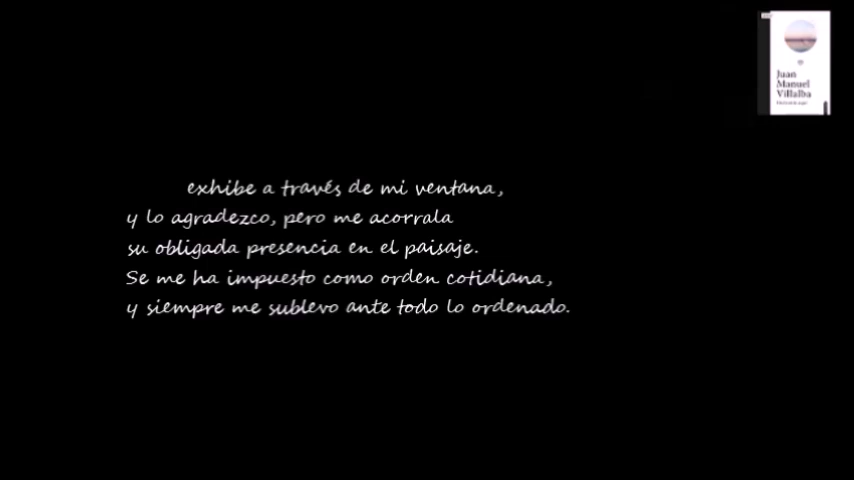 Juan
Manuel
Villalba
exhibe a través de mi ventana,
y lo agradezco, pero me acorrala
su obligada presencia en el paisaje.
Se me ha impuesto como orden cotidiana,
y siempre me sublevo ante todo lo ordenado.